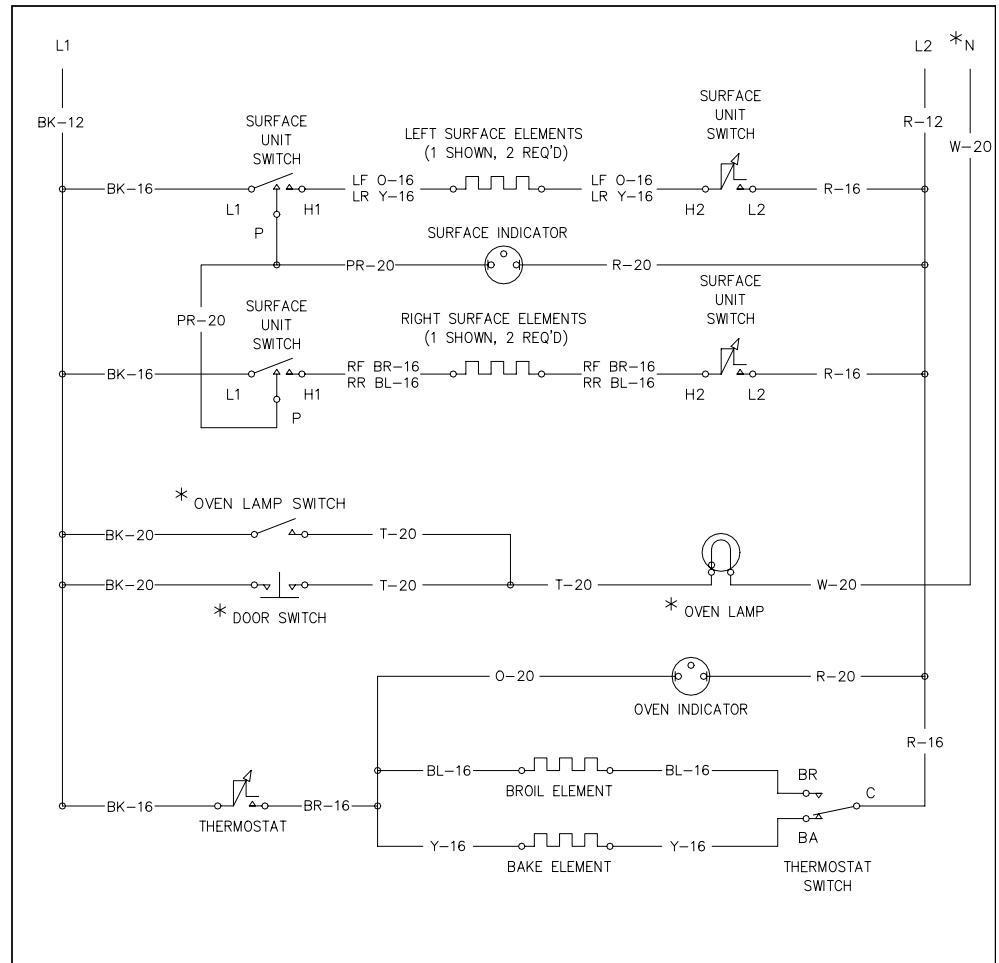 L1
L2
*N
BK-12
R-12
W-20
SURFACE
UNIT
SWITCH
LEFT SURFACE ELEMENTS
(1 SHOWN, 2 REQ'D)
SURFACE
UNIT
SWITCH
BK-16
L1
H1
P
LF O-16
LR Y-16
LF O-16
LR Y-16
H2
L2
R-16
SURFACE INDICATOR
PR-20
R-20
PR-20
SURFACE
UNIT
SWITCH
RIGHT SURFACE ELEMENTS
(1 SHOWN, 2 REQ'D)
SURFACE
UNIT
SWITCH
BK-16
L1
H1
P
RF BR-16
RR BL-16
RF BR-16
RR BL-16
H2
L2
R-16
* OVEN LAMP SWITCH
BK-20
T-20
BK-20
T-20
T-20
W-20
* DOOR SWITCH
* OVEN LAMP
O-20
R-20
OVEN INDICATOR
R-16
BL-16
BL-16
BR
BROIL ELEMENT
C
BK-16
BR-16
THERMOSTAT
Y-16
Y-16
BA
BAKE ELEMENT
THERMOSTAT
SWITCH